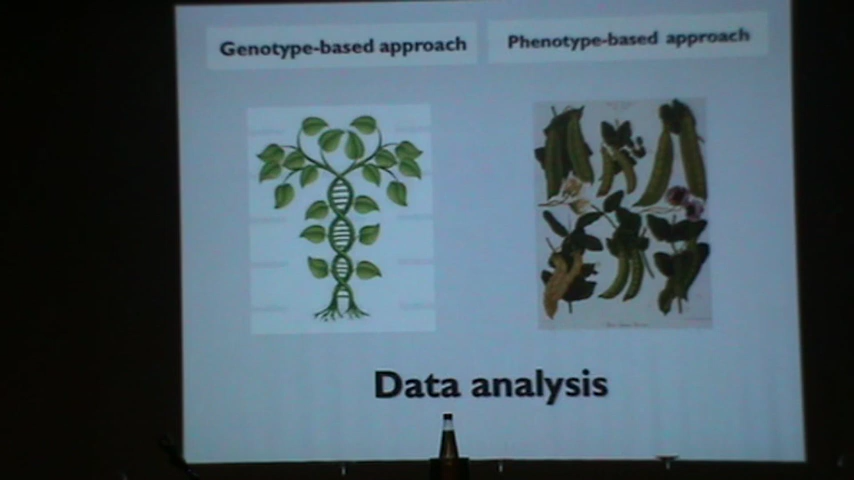 Genotype-based approach
Phenotype-based approach
Data analysis